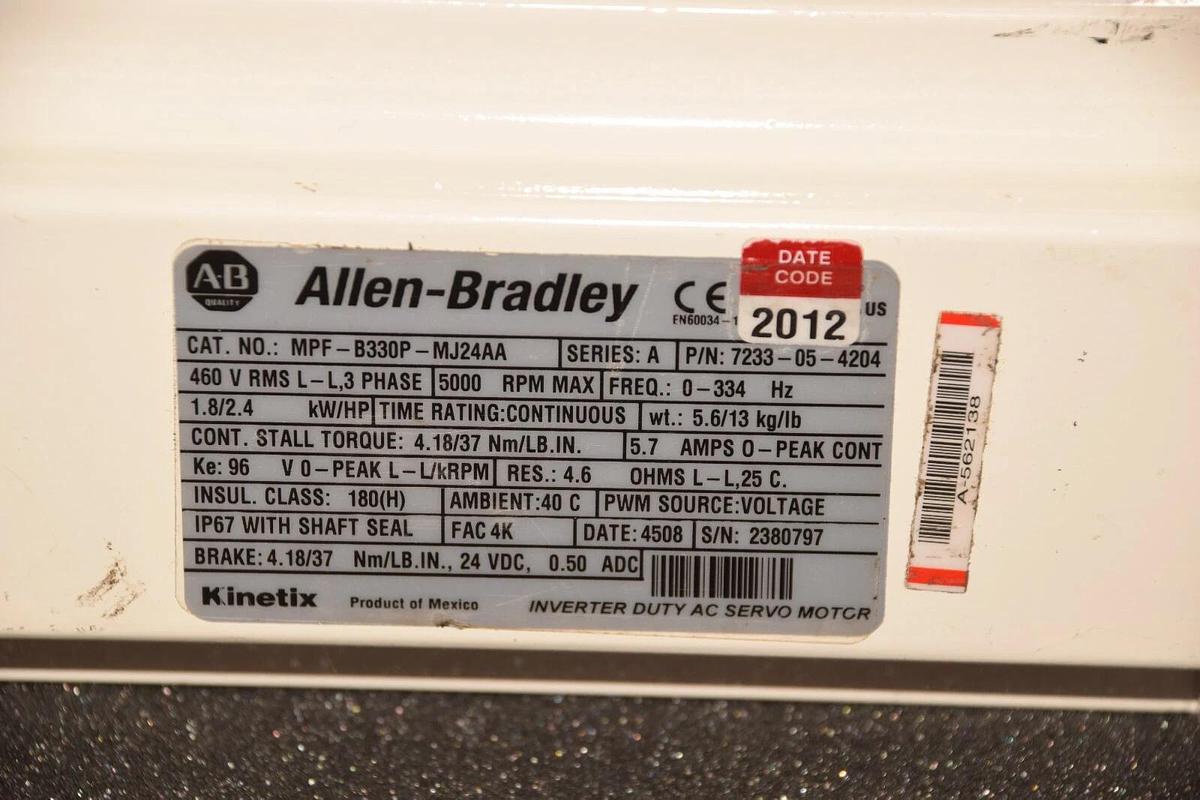 A-B
QUALITY
Allen-Bradley
CE
EN60034-1
US
DATE
CODE
2012
CAT. NO.: MPF-B330P-MJ24AA SERIES: A P/N: 7233-05-4204
460 V RMS L-L,3 PHASE 5000 RPM MAX FREQ.: 0-334 Hz
1.8/2.4 kW/HP TIME RATING:CONTINUOUS wt.: 5.6/13 kg/lb
CONT. STALL TORQUE: 4.18/37 Nm/LB.IN. 5.7 AMPS 0-PEAK CONT
Ke: 96 V 0-PEAK L-L/kRPM RES.: 4.6 OHMS L-L,25 C.
INSUL. CLASS: 180(H) AMBIENT:40 C PWM SOURCE:VOLTAGE
IP67 WITH SHAFT SEAL FAC 4K DATE: 4508 S/N: 2380797
BRAKE: 4.18/37 Nm/LB.IN., 24 VDC, 0.50 ADC
Kinetix Product of Mexico INVERTER DUTY AC SERVO MOTOR
A-562138